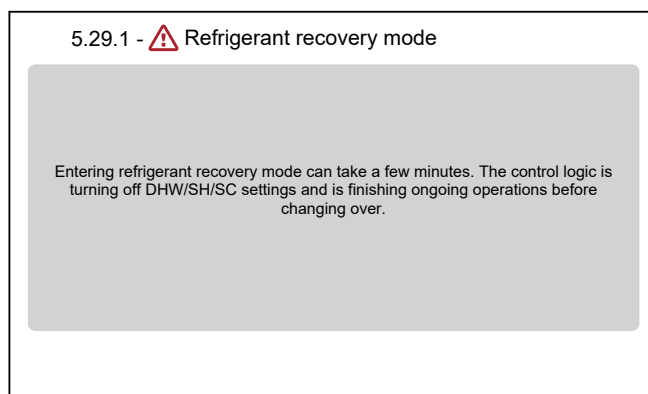 5.29.1 - Refrigerant recovery mode
Entering refrigerant recovery mode can take a few minutes. The control logic is
turning off DHW/SH/SC settings and is finishing ongoing operations before
changing over.